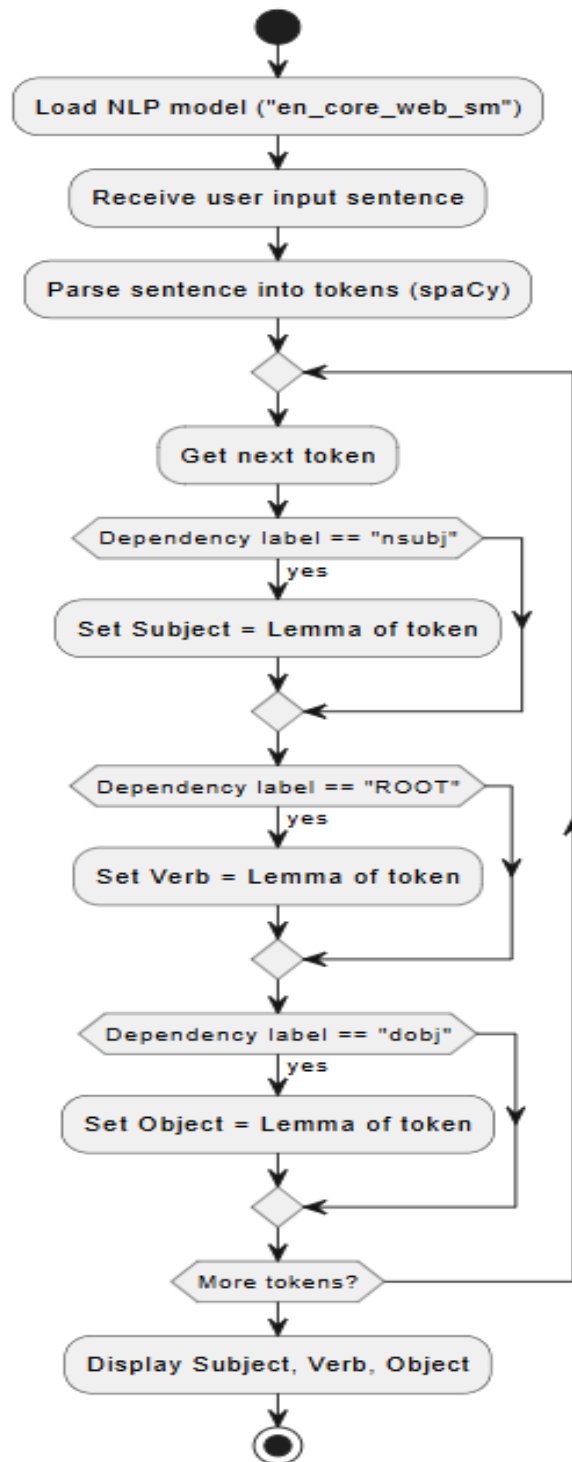 Load NLP model ("en_core_web_sm")
Receive user input sentence
Parse sentence into tokens (spaCy)
Get next token
Dependency label == "nsubj"
yes
Set Subject = Lemma of token
Dependency label == "ROOT"
yes
Set Verb = Lemma of token
Dependency label == "dobj"
yes
Set Object = Lemma of token
More tokens?
Display Subject, Verb, Object